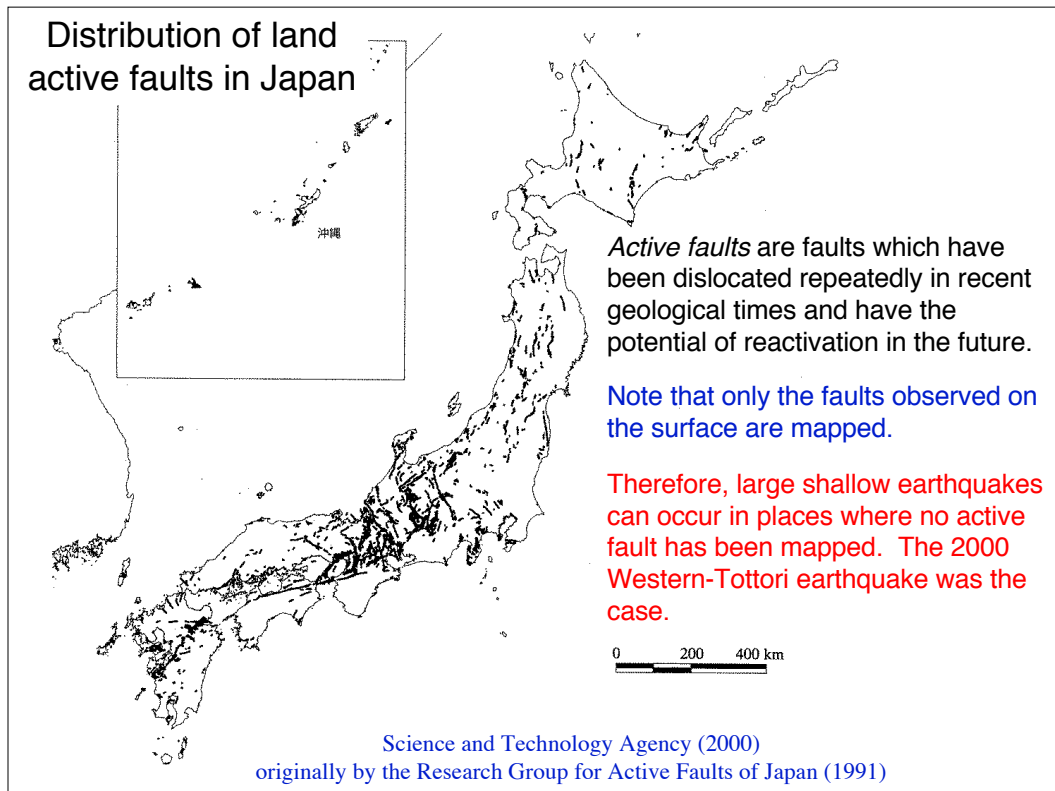 Distribution of land
active faults in Japan
沖縄
Active faults are faults which have
been dislocated repeatedly in recent
geological times and have the
potential of reactivation in the future.
Note that only the faults observed on
the surface are mapped.
Therefore, large shallow earthquakes
can occur in places where no active
fault has been mapped. The 2000
Western-Tottori earthquake was the
case.
0 200 400 km
Science and Technology Agency (2000)
originally by the Research Group for Active Faults of Japan (1991)